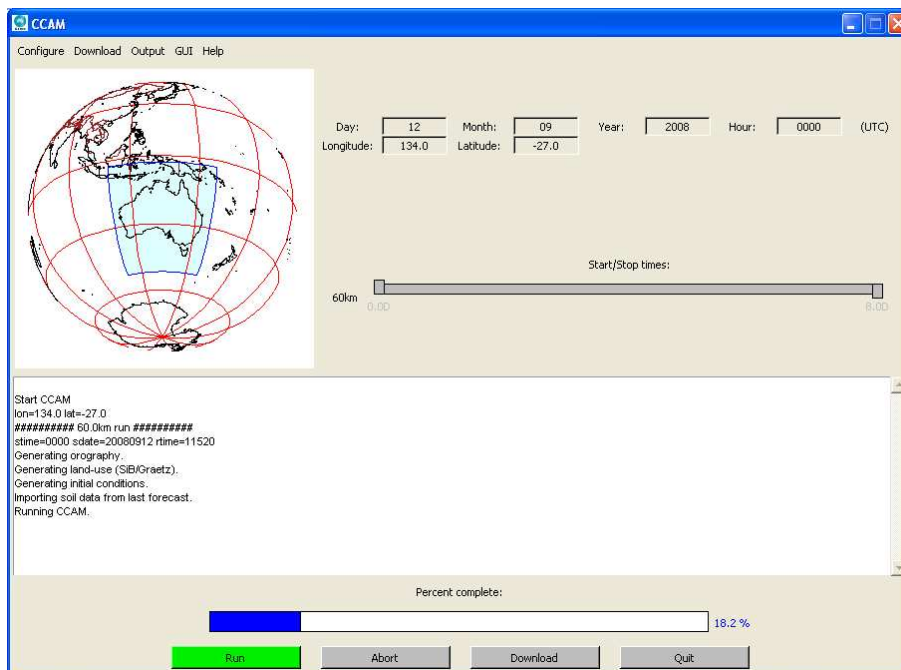 CCAM
Configure Download Output GUI Help
Day: 12 Month: 09 Year: 2008 Hour: 0000 (UTC)
Longitude: 134.0 Latitude: -27.0
Start/Stop times:
60km
0.0D 8.0D
Start CCAM
lon=134.0 lat=-27.0
########## 60.0km run ##########
stime=0000 sdate=20080912 rtime=11520
Generating orography.
Generating land-use (SiB/Graetz).
Generating initial conditions.
Importing soil data from last forecast.
Running CCAM.
Percent complete:
18.2 %
Run Abort Download Quit